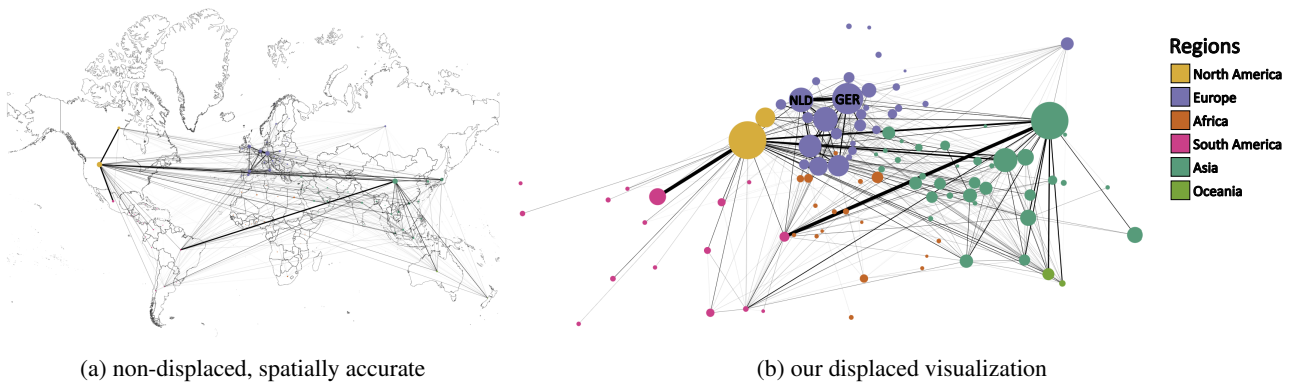 NLD
GER
Regions
North America
Europe
Africa
South America
Asia
Oceania
(a) non-displaced, spatially accurate
(b) our displaced visualization